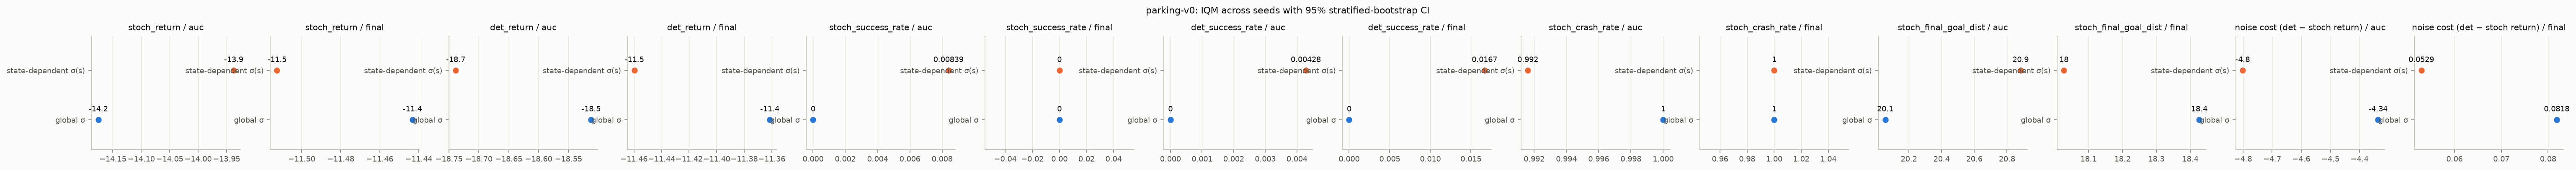 parking-v0: IQM across seeds with 95% stratified-bootstrap CI
stoch_return / auc
state-dependent σ(s)
global σ
-13.9
-14.2
−14.15 −14.10 −14.05 −14.00 −13.95
stoch_return / final
state-dependent σ(s)
global σ
-11.5
-11.4
−11.50 −11.48 −11.46 −11.44
det_return / auc
state-dependent σ(s)
global σ
-18.7
-18.5
−18.75 −18.70 −18.65 −18.60 −18.55
det_return / final
state-dependent σ(s)
global σ
-11.5
-11.4
−11.46 −11.44 −11.42 −11.40 −11.38 −11.36
stoch_success_rate / auc
state-dependent σ(s)
global σ
0.00839
0
0.000 0.002 0.004 0.006 0.008
stoch_success_rate / final
state-dependent σ(s)
global σ
0
0
−0.04 −0.02 0.00 0.02 0.04
det_success_rate / auc
state-dependent σ(s)
global σ
0.00428
0
0.000 0.001 0.002 0.003 0.004
det_success_rate / final
state-dependent σ(s)
global σ
0.0167
0
0.000 0.005 0.010 0.015
stoch_crash_rate / auc
state-dependent σ(s)
global σ
0.992
1
0.992 0.994 0.996 0.998 1.000
stoch_crash_rate / final
state-dependent σ(s)
global σ
1
1
0.96 0.98 1.00 1.02 1.04
stoch_final_goal_dist / auc
state-dependent σ(s)
global σ
20.9
20.1
20.2 20.4 20.6 20.8
stoch_final_goal_dist / final
state-dependent σ(s)
global σ
18
18.4
18.1 18.2 18.3 18.4
noise cost (det − stoch return) / auc
state-dependent σ(s)
global σ
-4.8
-4.34
−4.8 −4.7 −4.6 −4.5 −4.4
noise cost (det − stoch return) / final
state-dependent σ(s)
global σ
0.0529
0.0818
0.06 0.07 0.08